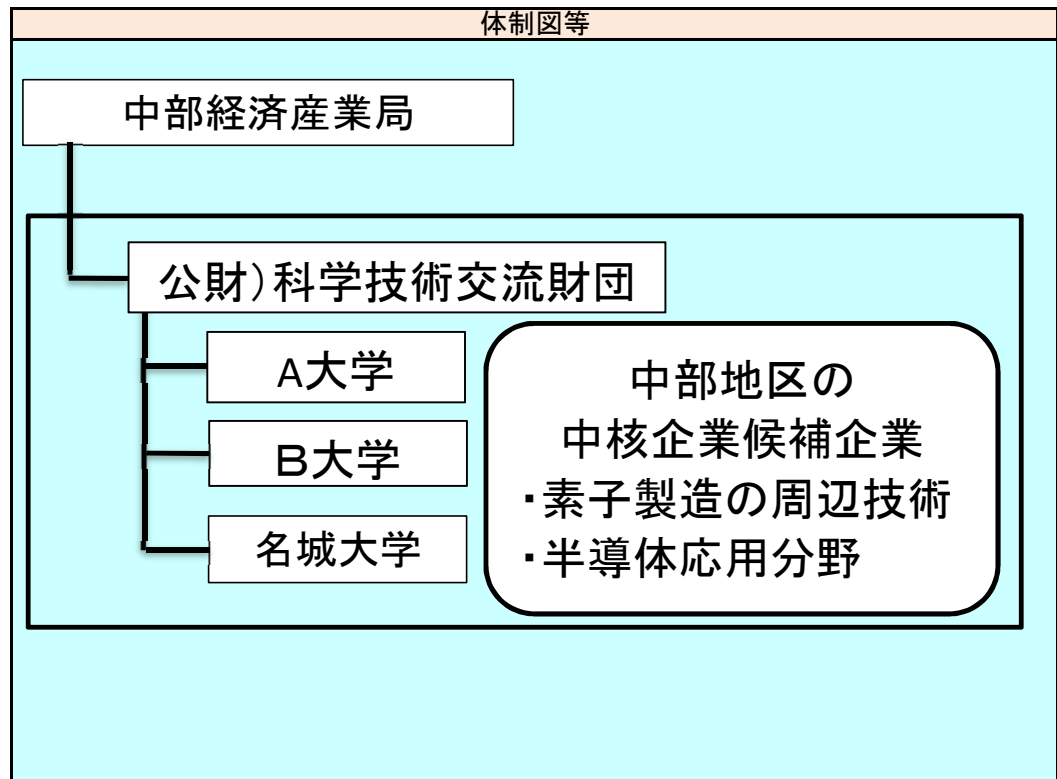 体制図等
中部経済産業局
公財)科学技術交流財団
A大学
B大学
名城大学
中部地区の
中核企業候補企業
・素子製造の周辺技術
・半導体応用分野